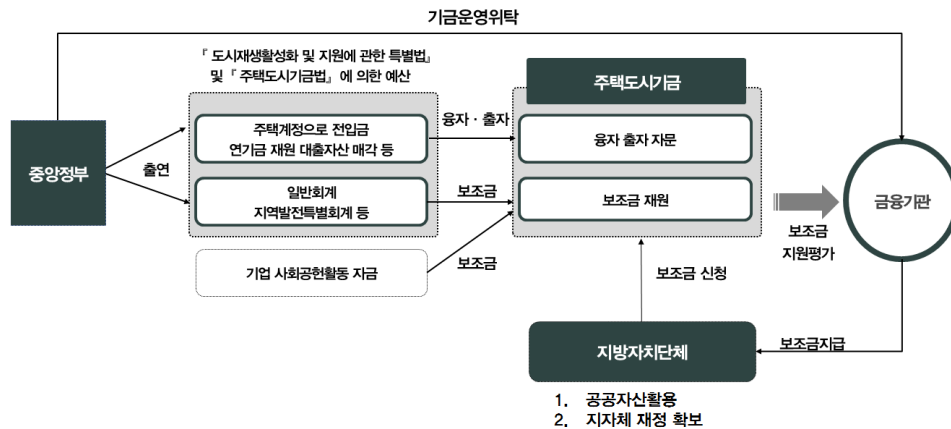 기금운영위탁
『 도시재생활성화 및 지원에 관한 특별법』
및『 주택도시기금법』에 의한 예산
주택도시기금
주택계정으로 전입금
연기금 재원 대출자산 매각 등
융자 · 출자
융자 출자 자문
중앙정부
출연
일반회계
지역발전특별회계 등
보조금
보조금 재원
금융기관
보조금
지원평가
기업 사회공헌활동 자금
보조금
보조금 신청
지방자치단체
보조금지급
1. 공공자산활용
2. 지자체 재정 확보